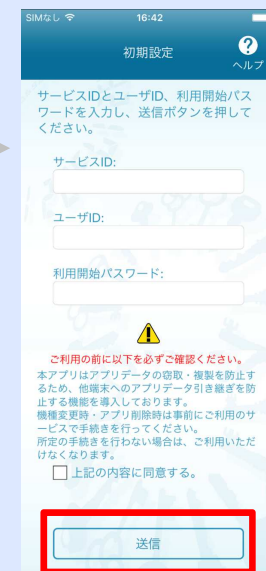 SIMなし 16:42
初期設定
?
ヘルプ
サービスIDとユーザID、利用開始パス
ワードを入力し、送信ボタンを押して
ください。
サービスID:
ユーザID:
利用開始パスワード:
ご利用の前に以下を必ずご確認ください。
本アプリはアプリデータの窃取・複製を防止す
るため、他端末へのアプリデータ引き継ぎを防
止する機能を導入しております。
機種変更時・アプリ削除時は事前にご利用のサ
ービスで手続きを行ってください。
所定の手続きを行わない場合は、ご利用いただ
けなくなります。
上記の内容に同意する。
送信